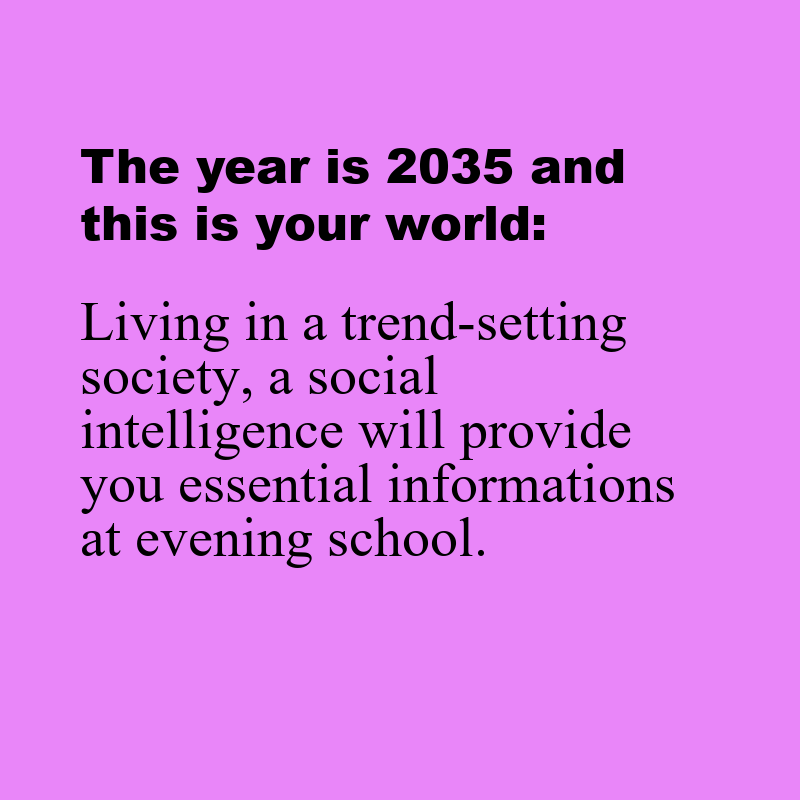 The year is 2035 and
this is your world:
Living in a trend-setting
society, a social
intelligence will provide
you essential informations
at evening school.